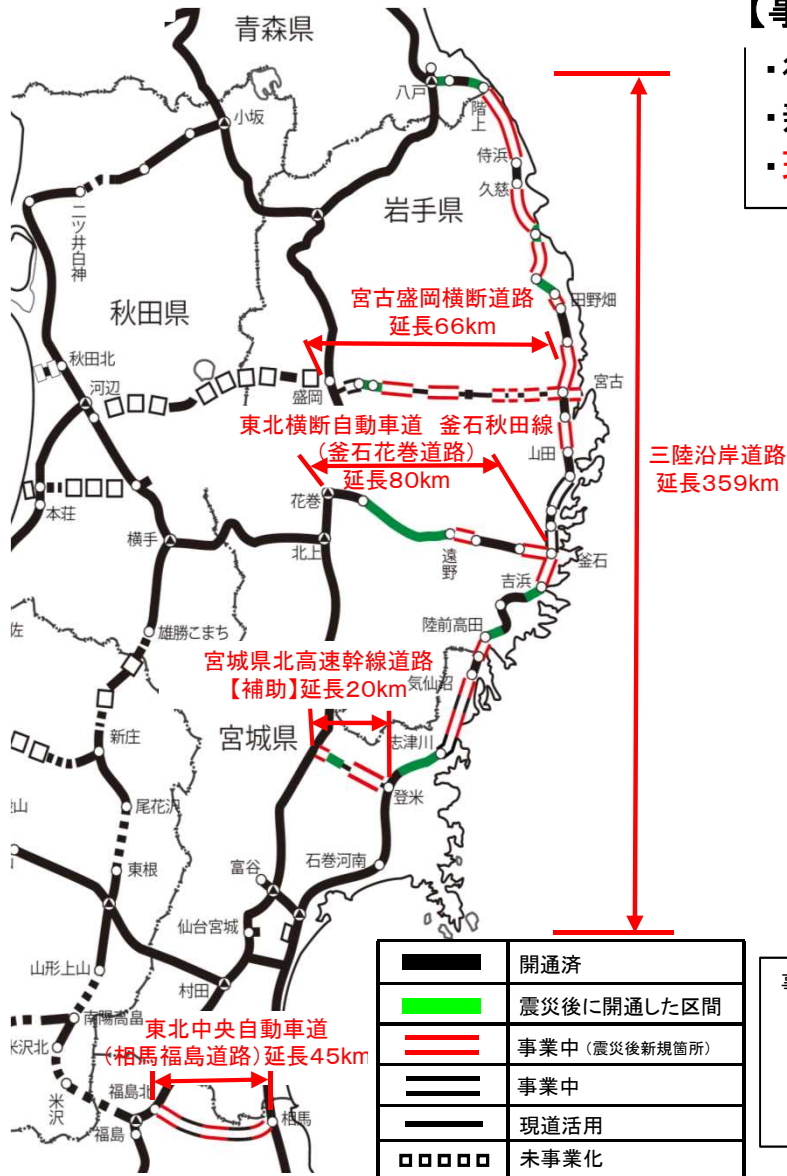 【事
青森県
八戸
階上
小坂
侍浜
久慈
岩手県
二ツ井白神
宮古盛岡横断道路
延長66km
田野畑
秋田県
秋田北
河辺
盛岡
宮古
東北横断自動車道 釜石秋田線
(釜石花巻道路)
延長80km
山田
三陸沿岸道路
延長359km
花巻
本荘
横手
北上
遠野
釜石
吉浜
陸前高田
雄勝こまち
佐
宮城県北高速幹線道路
【補助】延長20km
気仙沼
新庄
宮城県
志津川
登米
尾花沢
山
東根
富谷
石巻河南
仙台宮城
山形上山
村田
南陽高畠
米沢北
東北中央自動車道
(相馬福島道路)延長45km
米沢
福島北
相馬
福島
開通済
震災後に開通した区間
事業中 (震災後新規箇所)
事業中
現道活用
未事業化